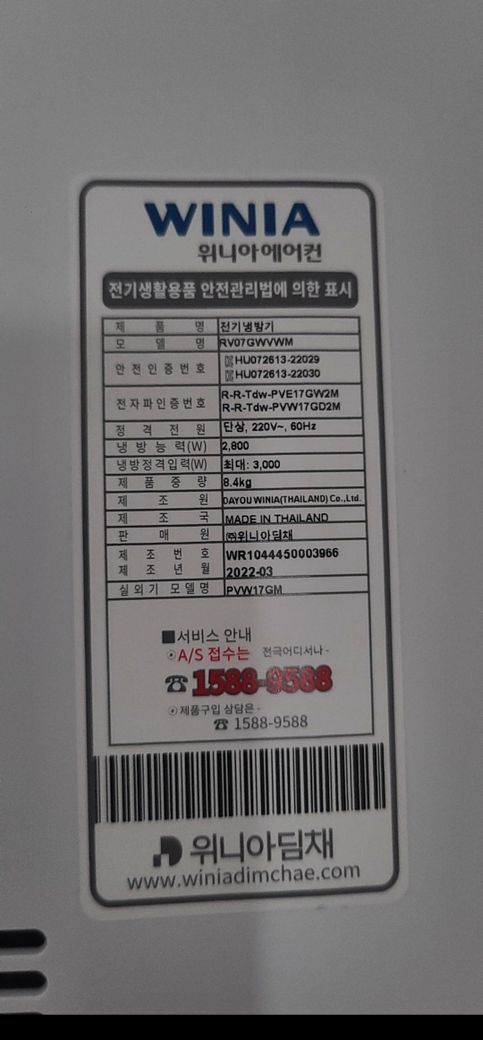 WINIA
위니아에어컨
전기생활용품 안전관리법에 의한 표시
제 품 명 전기냉방기
모 델 명 RV07GWVWM
안전인증번호 HU072613-22029
HU072613-22030
전자파인증번호 R-R-Tdw-PVE17GW2M
R-R-Tdw-PVW17GD2M
정 격 전 원 단상, 220V~, 60Hz
냉방능력(W) 2,800
냉방정격입력(W) 최대: 3,000
제 품 중 량 8.4kg
제 조 원 DAYOU WINIA(THAILAND) Co.,Ltd.
제 조 국 MADE IN THAILAND
판 매 원 ㈜위니아딤채
제 조 번 호 WR1044450003966
제 조 년 월 2022-03
실외기 모델명 PVW17GM
■서비스 안내
⊙A/S 접수는 전국어디서나-
☎ 1588-9588
⊙제품구입 상담은-
☎ 1588-9588
위니아딤채
www.winiadimchae.com